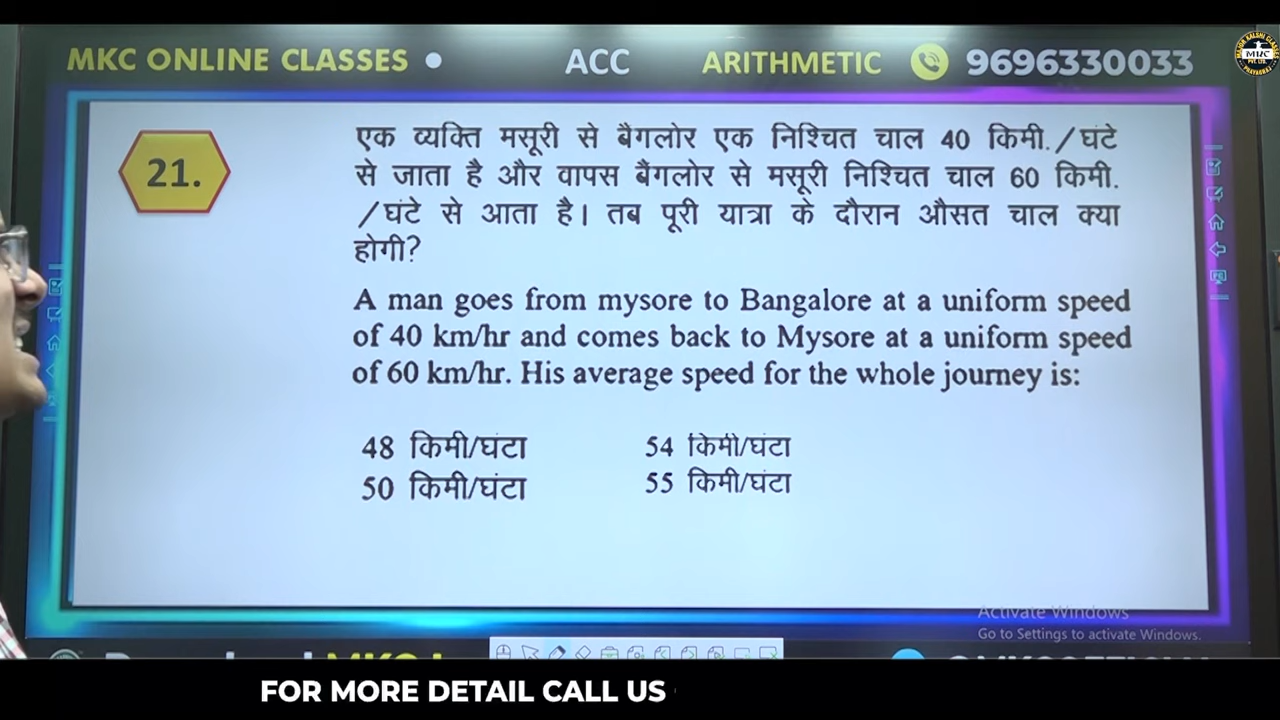 MKC ONLINE CLASSES • ACC ARITHMETIC 9696330033
MKC
21.
एक व्यक्ति मसूरी से बैगलोर एक निश्चित चाल 40 किमी./घंटे
से जाता है और वापस बैंगलोर से मसूरी निश्चित चाल 60 किमी.
/घंटे से आता है। तब पूरी यात्रा के दौरान औसत चाल क्या
होगी?
A man goes from mysore to Bangalore at a uniform speed
of 40 km/hr and comes back to Mysore at a uniform speed
of 60 km/hr. His average speed for the whole journey is:
48 किमी/घंटा 54 किमी/घंटा
50 किमी/घंटा 55 किमी/घंटा
Activate Windows
Go to Settings to activate Windows.
FOR MORE DETAIL CALL US